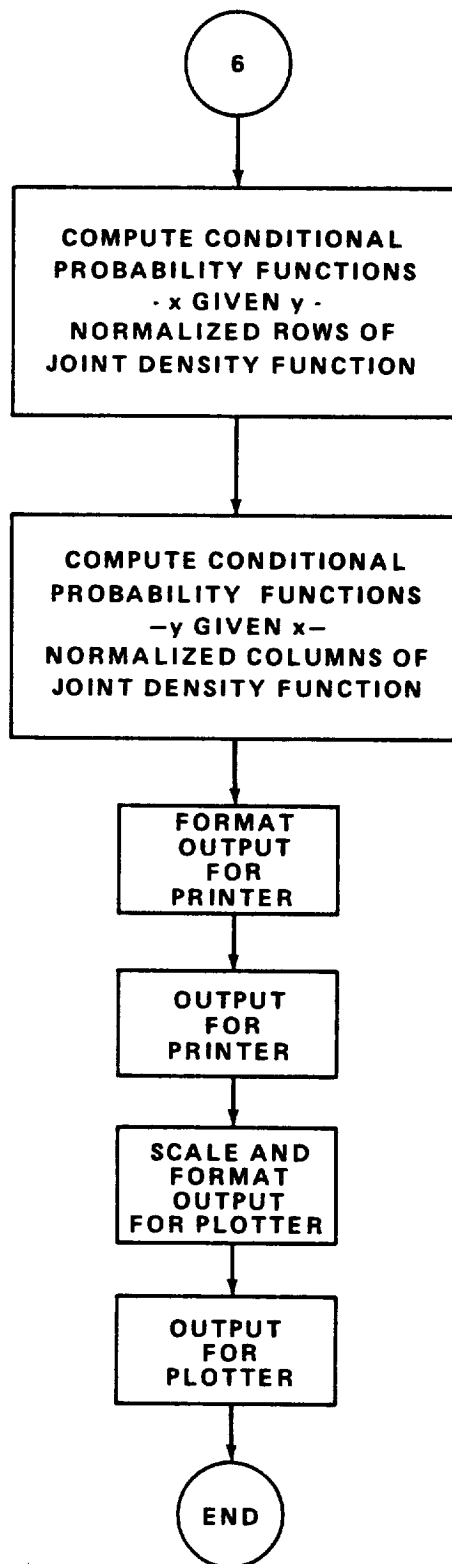 6
COMPUTE CONDITIONAL
PROBABILITY FUNCTIONS
- x GIVEN y -
NORMALIZED ROWS OF
JOINT DENSITY FUNCTION
COMPUTE CONDITIONAL
PROBABILITY FUNCTIONS
—y GIVEN x—
NORMALIZED COLUMNS OF
JOINT DENSITY FUNCTION
FORMAT
OUTPUT
FOR
PRINTER
OUTPUT
FOR
PRINTER
SCALE AND
FORMAT
OUTPUT
FOR PLOTTER
OUTPUT
FOR
PLOTTER
END